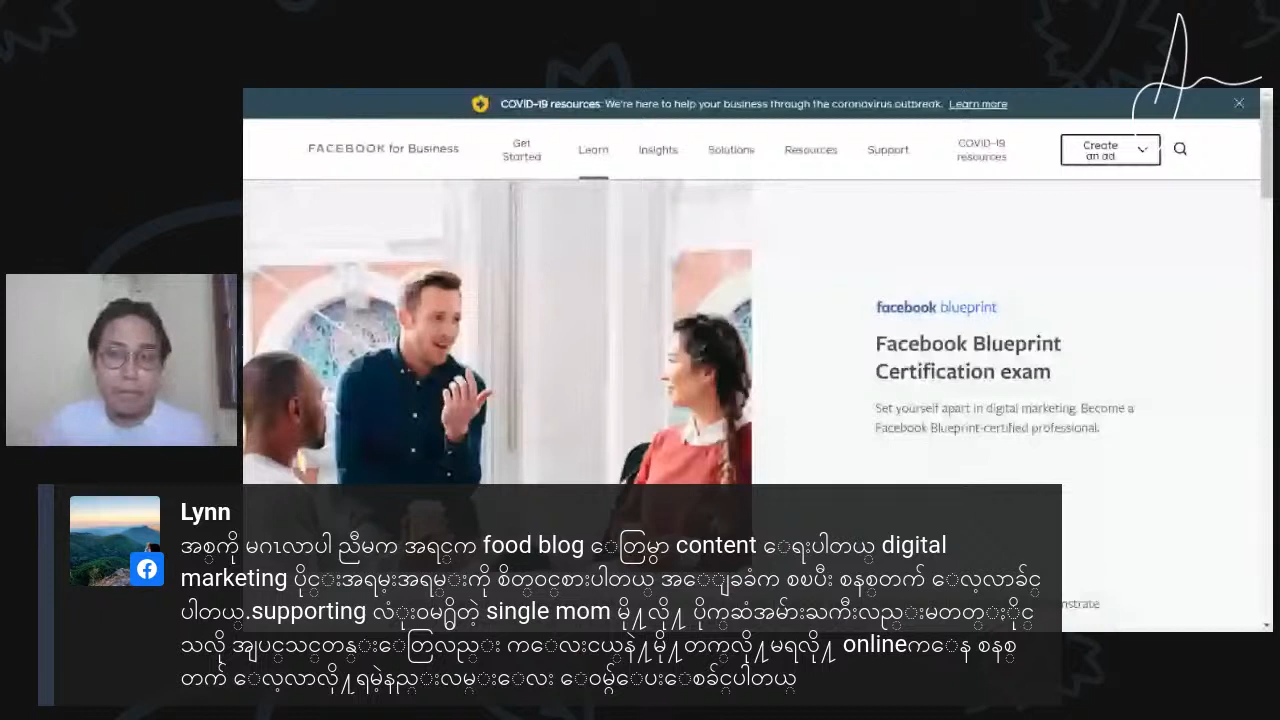 COVID-19 resources: We're here to help your business through the coronavirus outbreak. Learn more
FACEBOOK for Business
Get Started
Learn
Insights
Solutions
Resources
Support
COVID-19 resources
Create an ad
facebook blueprint
Facebook Blueprint
Certification exam
Set yourself apart in digital marketing. Become a
Facebook Blueprint-certified professional.
Lynn
အစ္ကို မဂၤလာပါ ညီမက အရင္က food blog ေတြမွာ content ေရးပါတယ္ digital
marketing ပိုင္းအရမ္းအရမ္းကို စိတ္ဝင္စားပါတယ္ အေျခခံက စၿပီး စနစ္တက် ေလ့လာခ်င္
ပါတယ္.supporting လံုးဝမရွိတဲ့ single mom မို႔လို႔ ပိုက္ဆံအမ်ားႀကီးလည္းမတတ္ႏိုင္
သလို အျပင္သင္တန္းေတြလည္း ကေလးငယ္နဲ႔မို႔တက္လို႔မရလို႔ onlineကေန စနစ္
တက် ေလ့လာလို႔ရမဲ့နည္းလမ္းေလး ေဝမွ်ေပးေစခ်င္ပါတယ္